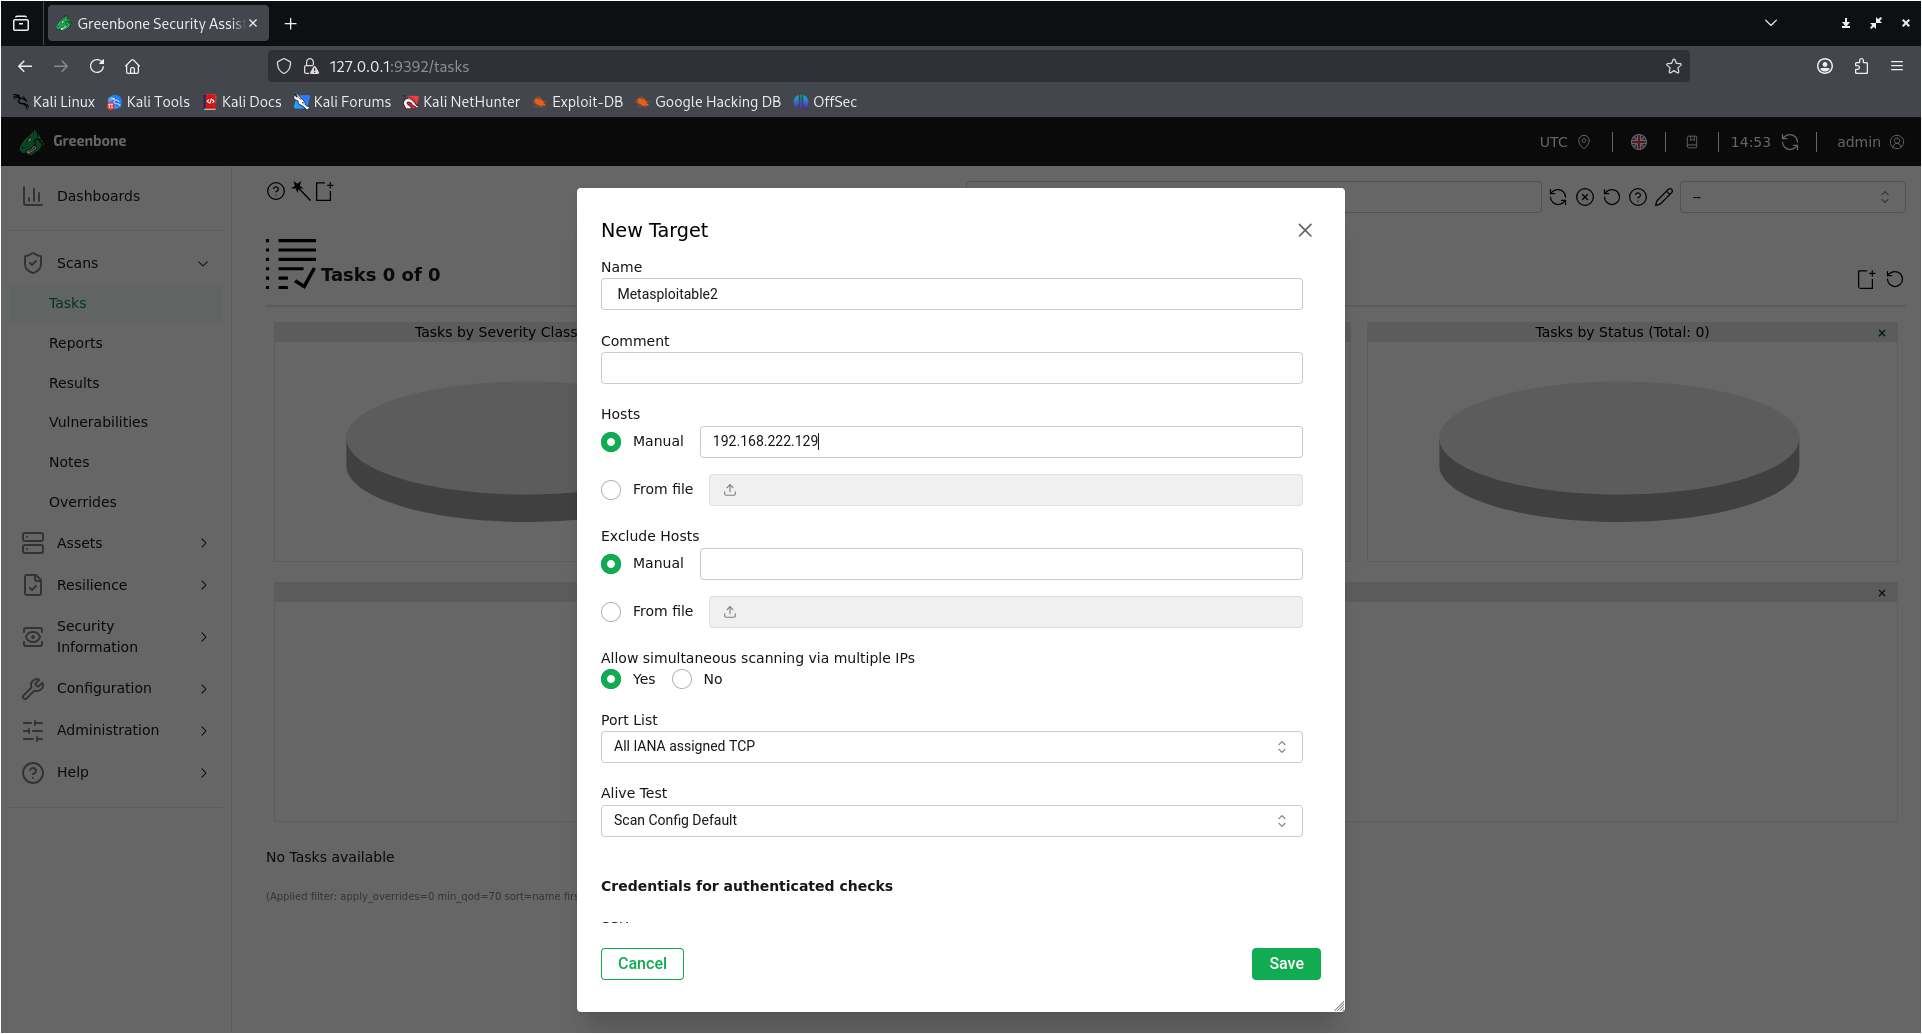 Greenbone Security Assis
127.0.0.1:9392/tasks
Kali Linux Kali Tools Kali Docs Kali Forums Kali NetHunter Exploit-DB Google Hacking DB OffSec
Greenbone
UTC 14:53 admin
Dashboards
Scans
Tasks
Reports
Results
Vulnerabilities
Notes
Overrides
Assets
Resilience
Security
Information
Configuration
Administration
Help
--
Tasks 0 of 0
Tasks by Severity Class
Tasks by Status (Total: 0)
No Tasks available
(Applied filter: apply_overrides=0 min_qod=70 sort=name firs
New Target
Name
Metasploitable2
Comment
Hosts
Manual 192.168.222.129
From file
Exclude Hosts
Manual
From file
Allow simultaneous scanning via multiple IPs
Yes No
Port List
All IANA assigned TCP
Alive Test
Scan Config Default
Credentials for authenticated checks
Cancel Save